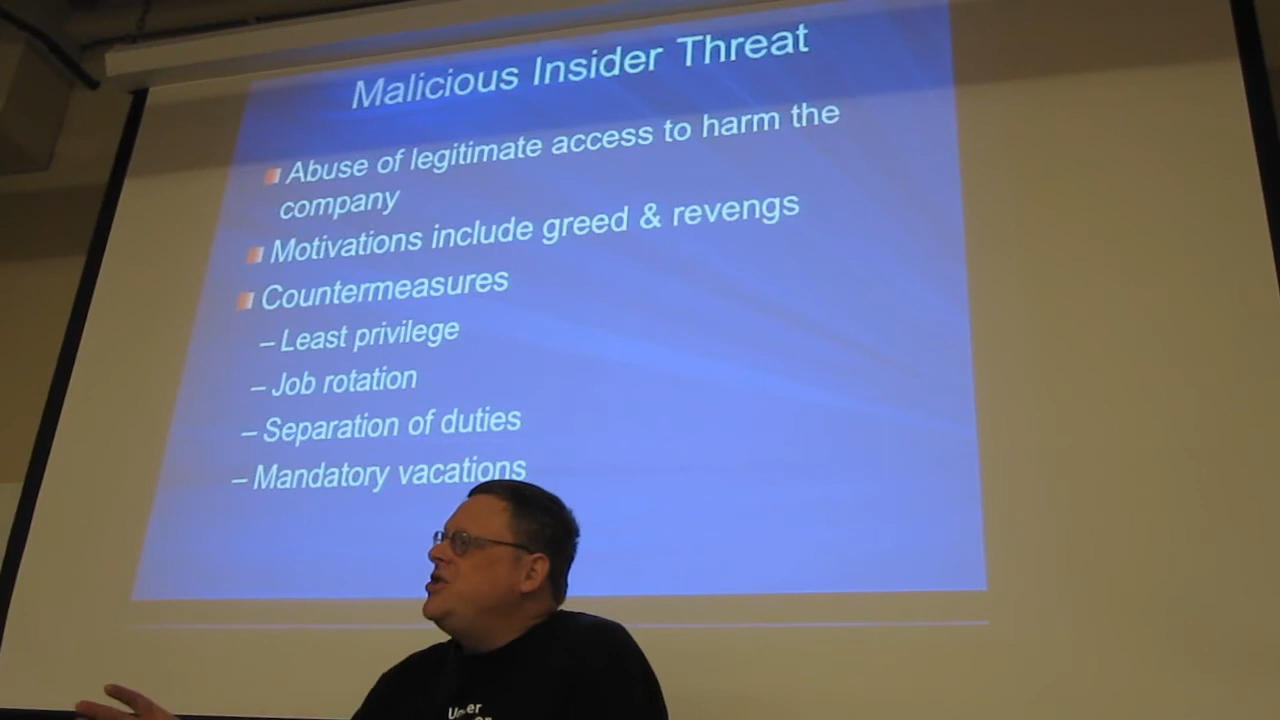 Malicious Insider Threat
Abuse of legitimate access to harm the
company
Motivations include greed & revengs
Countermeasures
– Least privilege
– Job rotation
– Separation of duties
– Mandatory vacations